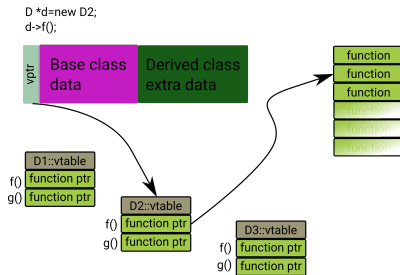 D *d=new D2;
d->f();
vptr
Base class
data
Derived class
extra data
function
function
function
function
function
function
D1::vtable
f() function ptr
g() function ptr
D2::vtable
f() function ptr
g() function ptr
D3::vtable
f() function ptr
g() function ptr